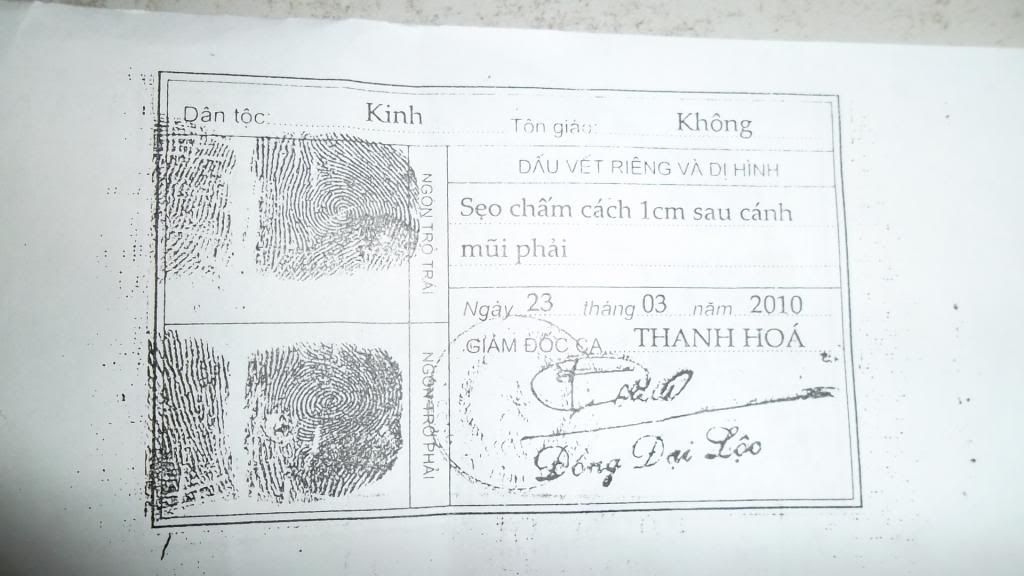 Dân tộc: Kinh Tôn giáo: Không
NGÓN TRỎ TRÁI
DẤU VẾT RIÊNG VÀ DỊ HÌNH
Sẹo chấm cách 1cm sau cánh
mũi phải
Ngày 23 tháng 03 năm 2010
GIÁM ĐỐC CA THANH HOÁ
NGÓN TRỎ PHẢI
Đồng Đại Lộc